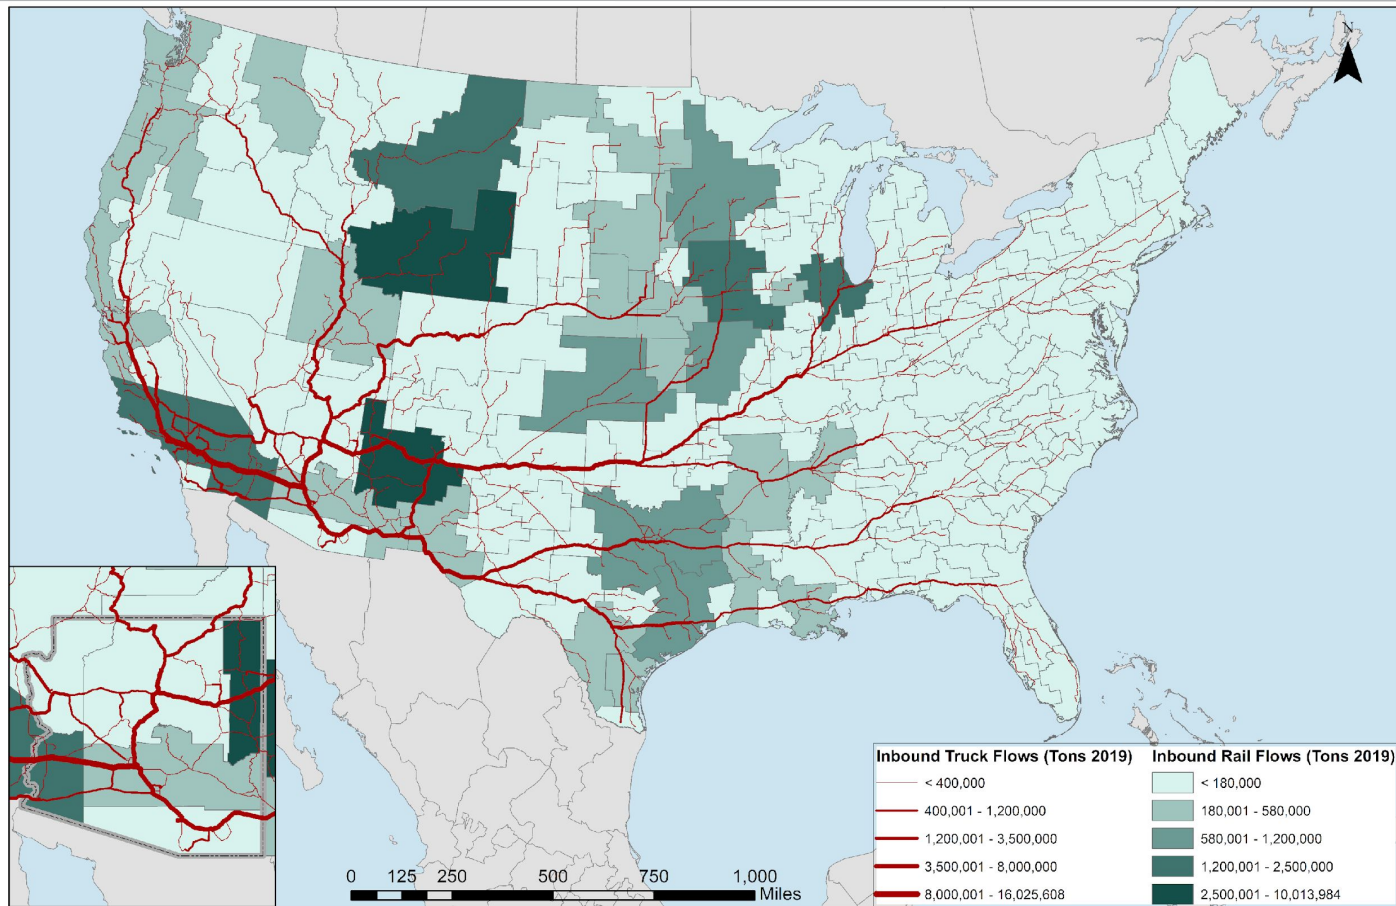 N
Inbound Truck Flows (Tons 2019)
< 400,000
400,001 - 1,200,000
1,200,001 - 3,500,000
3,500,001 - 8,000,000
8,000,001 - 16,025,608
Inbound Rail Flows (Tons 2019)
< 180,000
180,001 - 580,000
580,001 - 1,200,000
1,200,001 - 2,500,000
2,500,001 - 10,013,984
0 125 250 500 750 1,000
Miles